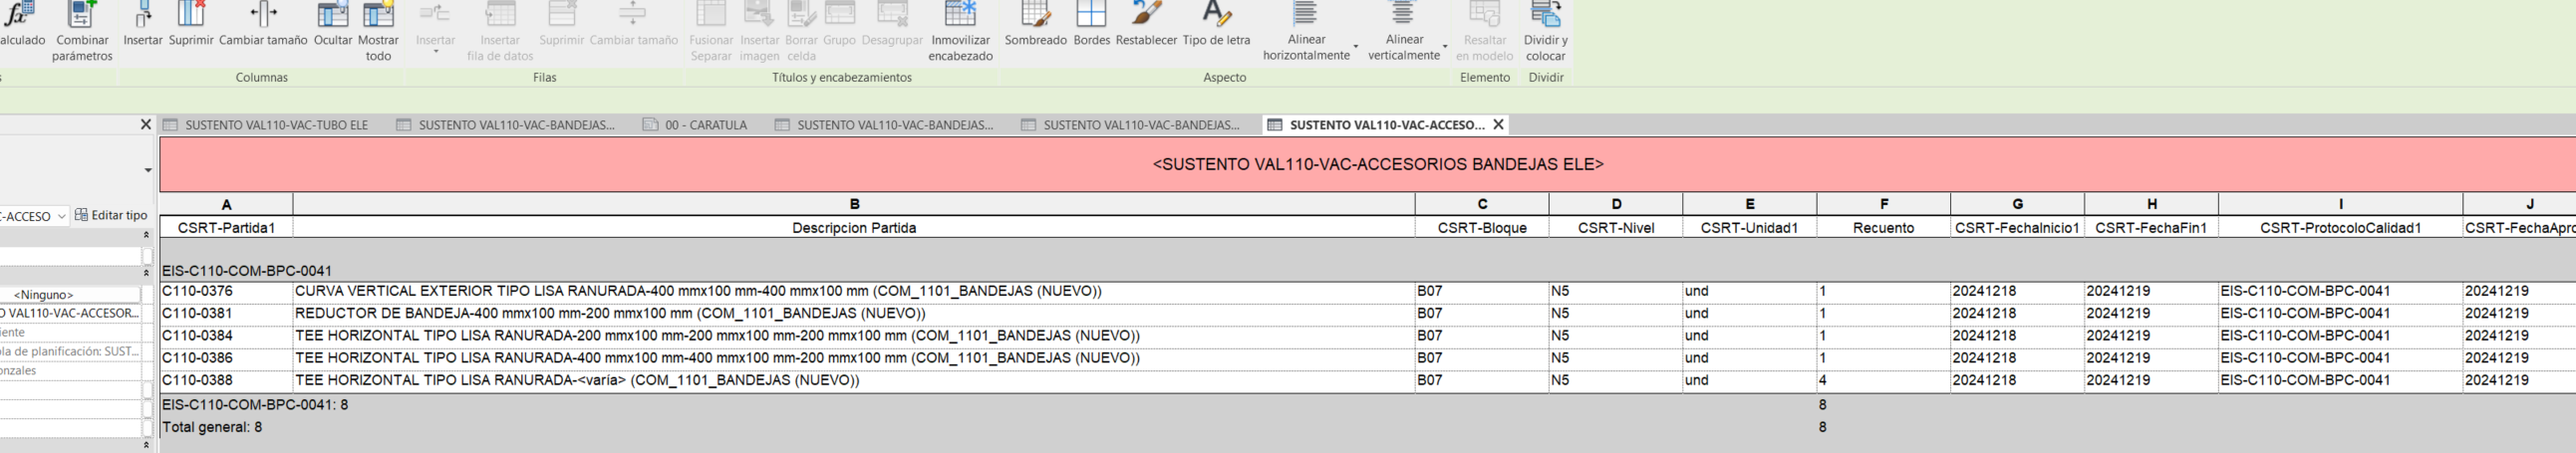 fx
alculado Combinar parámetros Insertar Suprimir Cambiar tamaño Ocultar Mostrar todo Insertar Insertar fila de datos Suprimir Cambiar tamaño Fusionar Separar Insertar imagen Borrar celda Grupo Desagrupar Inmovilizar encabezado Sombreado Bordes Restablecer Tipo de letra Alinear horizontalmente Alinear verticalmente Resaltar en modelo Dividir y colocar
s Columnas Filas Títulos y encabezamientos Aspecto Elemento Dividir
SUSTENTO VAL110-VAC-TUBO ELE SUSTENTO VAL110-VAC-BANDEJAS... 00 - CARATULA SUSTENTO VAL110-VAC-BANDEJAS... SUSTENTO VAL110-VAC-BANDEJAS... SUSTENTO VAL110-VAC-ACCESO...
C-ACCESO Editar tipo
<Ninguno>
O VAL110-VAC-ACCESOR...
iente
la de planificación: SUST...
onzales
<SUSTENTO VAL110-VAC-ACCESORIOS BANDEJAS ELE>
A B C D E F G H I J
CSRT-Partida1 Descripcion Partida CSRT-Bloque CSRT-Nivel CSRT-Unidad1 Recuento CSRT-FechaInicio1 CSRT-FechaFin1 CSRT-ProtocoloCalidad1 CSRT-FechaApro
EIS-C110-COM-BPC-0041
C110-0376 CURVA VERTICAL EXTERIOR TIPO LISA RANURADA-400 mmx100 mm-400 mmx100 mm (COM_1101_BANDEJAS (NUEVO)) B07 N5 und 1 20241218 20241219 EIS-C110-COM-BPC-0041 20241219
C110-0381 REDUCTOR DE BANDEJA-400 mmx100 mm-200 mmx100 mm (COM_1101_BANDEJAS (NUEVO)) B07 N5 und 1 20241218 20241219 EIS-C110-COM-BPC-0041 20241219
C110-0384 TEE HORIZONTAL TIPO LISA RANURADA-200 mmx100 mm-200 mmx100 mm-200 mmx100 mm (COM_1101_BANDEJAS (NUEVO)) B07 N5 und 1 20241218 20241219 EIS-C110-COM-BPC-0041 20241219
C110-0386 TEE HORIZONTAL TIPO LISA RANURADA-400 mmx100 mm-400 mmx100 mm-200 mmx100 mm (COM_1101_BANDEJAS (NUEVO)) B07 N5 und 1 20241218 20241219 EIS-C110-COM-BPC-0041 20241219
C110-0388 TEE HORIZONTAL TIPO LISA RANURADA-<varía> (COM_1101_BANDEJAS (NUEVO)) B07 N5 und 4 20241218 20241219 EIS-C110-COM-BPC-0041 20241219
EIS-C110-COM-BPC-0041: 8 8
Total general: 8 8